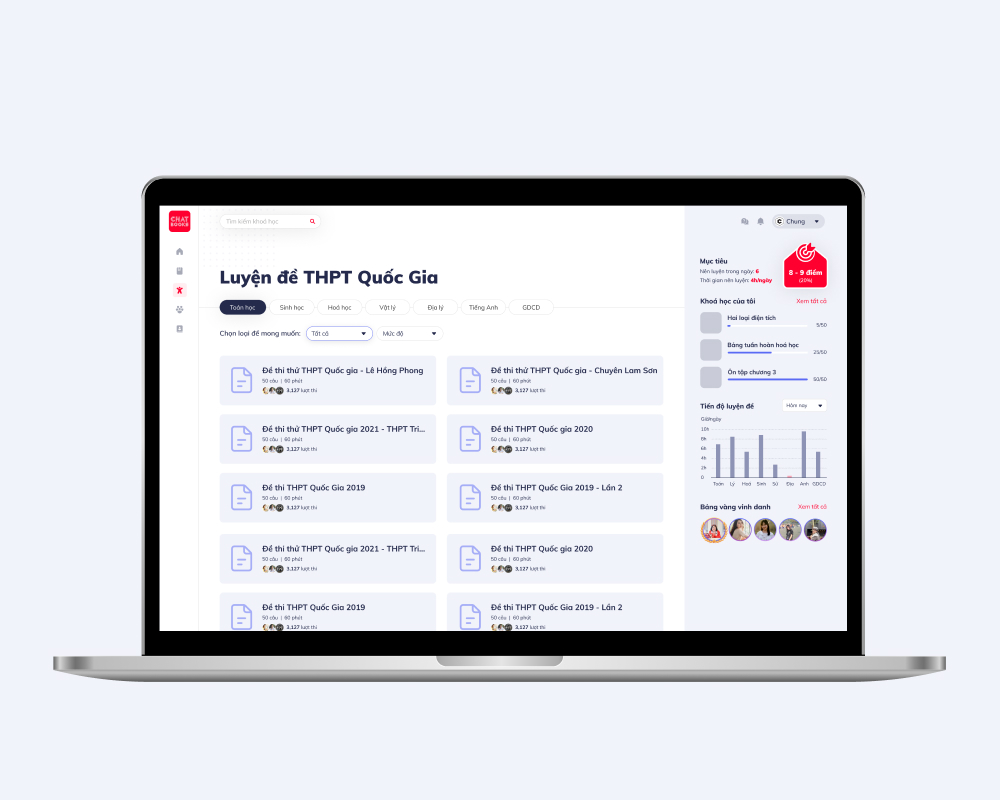 CHAT
BOOKS
Tìm kiếm khoá học
Chung
Luyện đề THPT Quốc Gia
Toán học
Sinh học
Hoá học
Vật lý
Địa lý
Tiếng Anh
GDCD
Chọn loại đề mong muốn:
Tất cả
Mức độ
Đề thi thử THPT Quốc gia - Lê Hồng Phong
50 câu | 60 phút
3,127 lượt thi
Đề thi thử THPT Quốc gia - Chuyên Lam Sơn
50 câu | 60 phút
3,127 lượt thi
Đề thi thử THPT Quốc gia 2021 - THPT Tri...
50 câu | 60 phút
3,127 lượt thi
Đề thi THPT Quốc gia 2020
50 câu | 60 phút
3,127 lượt thi
Đề thi THPT Quốc Gia 2019
50 câu | 60 phút
3,127 lượt thi
Đề thi THPT Quốc Gia 2019 - Lần 2
50 câu | 60 phút
3,127 lượt thi
Đề thi thử THPT Quốc gia 2021 - THPT Tri...
50 câu | 60 phút
3,127 lượt thi
Đề thi THPT Quốc gia 2020
50 câu | 60 phút
3,127 lượt thi
Đề thi THPT Quốc Gia 2019
50 câu | 60 phút
3,127 lượt thi
Đề thi THPT Quốc Gia 2019 - Lần 2
50 câu | 60 phút
3,127 lượt thi
Mục tiêu
Nên luyện trong ngày: 6
Thời gian nên luyện: 4h/ngày
8 - 9 điểm
(20%)
Khoá học của tôi
Xem tất cả
Hai loại điện tích
5/50
Bảng tuần hoàn hoá học
25/50
Ôn tập chương 3
50/50
Tiến độ luyện đề
Hôm nay
Giờ/ngày
10h
8h
6h
4h
2h
0
Toán Lý Hoá Sinh Sử Địa Anh GDCD
Bảng vàng vinh danh
Xem tất cả